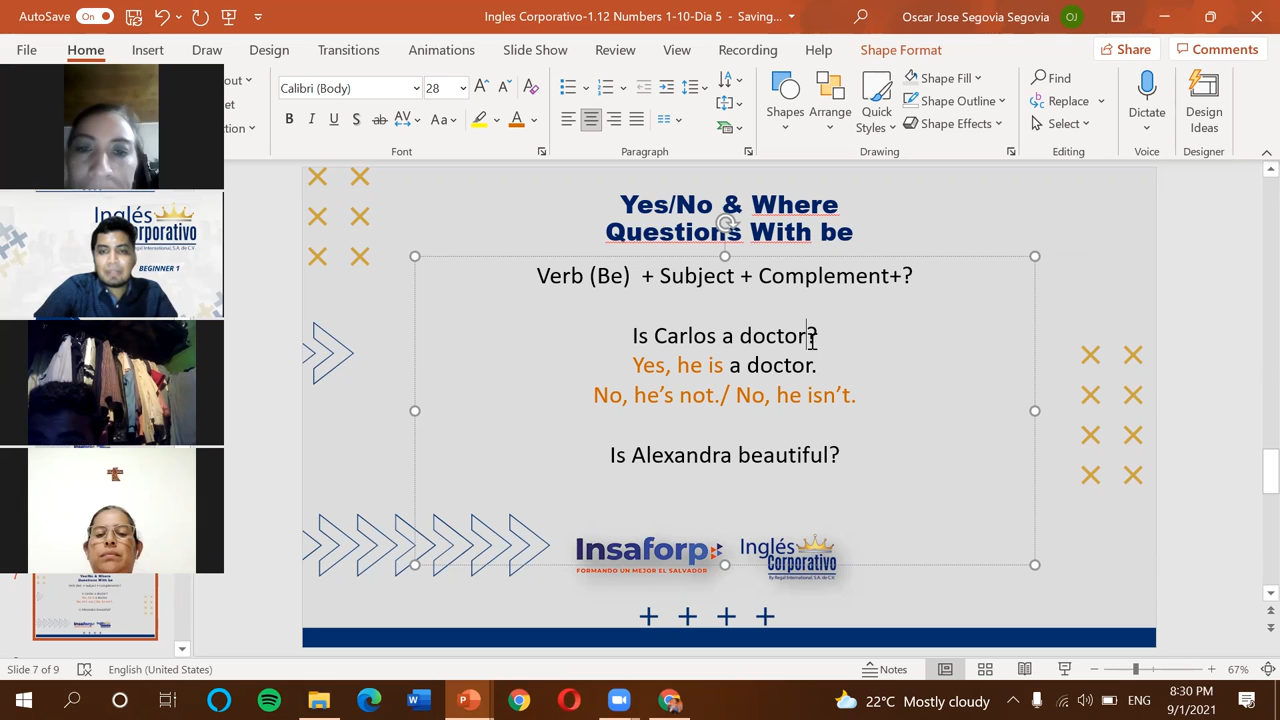 AutoSave On
Ingles Corporativo-1.12 Numbers 1-10-Dia 5 - Saving...
Oscar Jose Segovia Segovia OJ
File Home Insert Draw Design Transitions Animations Slide Show Review View Recording Help Shape Format Share Comments
Calibri (Body) 28
B I U S ab AV Aa A
Font
Paragraph
Shapes
Arrange
Quick Styles
Shape Fill
Shape Outline
Shape Effects
Drawing
Find
Replace
Select
Editing
Dictate
Voice
Design Ideas
Designer
Inglés
Corporativo
BEGINNER 1
Yes/No & Where
Questions With be
Verb (Be) + Subject + Complement+?
Is Carlos a doctor?
Yes, he is a doctor.
No, he's not./ No, he isn't.
Is Alexandra beautiful?
Insaforp
FORMANDO UN MEJOR EL SALVADOR
Inglés
Corporativo
By Regal International, S.A. de C.V.
Slide 7 of 9
English (United States)
Notes
67%
22°C Mostly cloudy
ENG
8:30 PM
9/1/2021